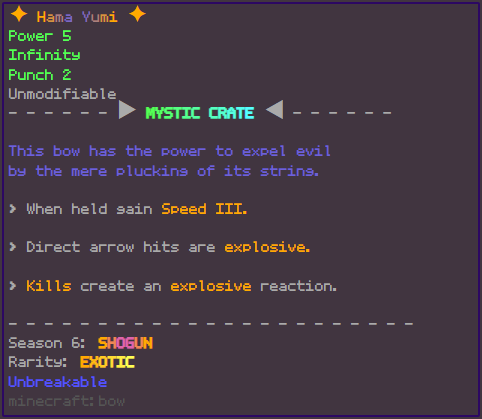 ✦ Hama Yumi ✦
Power 5
Infinity
Punch 2
Unmodifiable
- - - - - - ▶ MYSTIC CRATE ◀ - - - - - -
This bow has the power to expel evil
by the mere plucking of its string.
> When held gain Speed III.
> Direct arrow hits are explosive.
> Kills create an explosive reaction.
- - - - - - - - - - - - - - - - - - - - - - -
Season 6: SHOGUN
Rarity: EXOTIC
Unbreakable
minecraft:bow